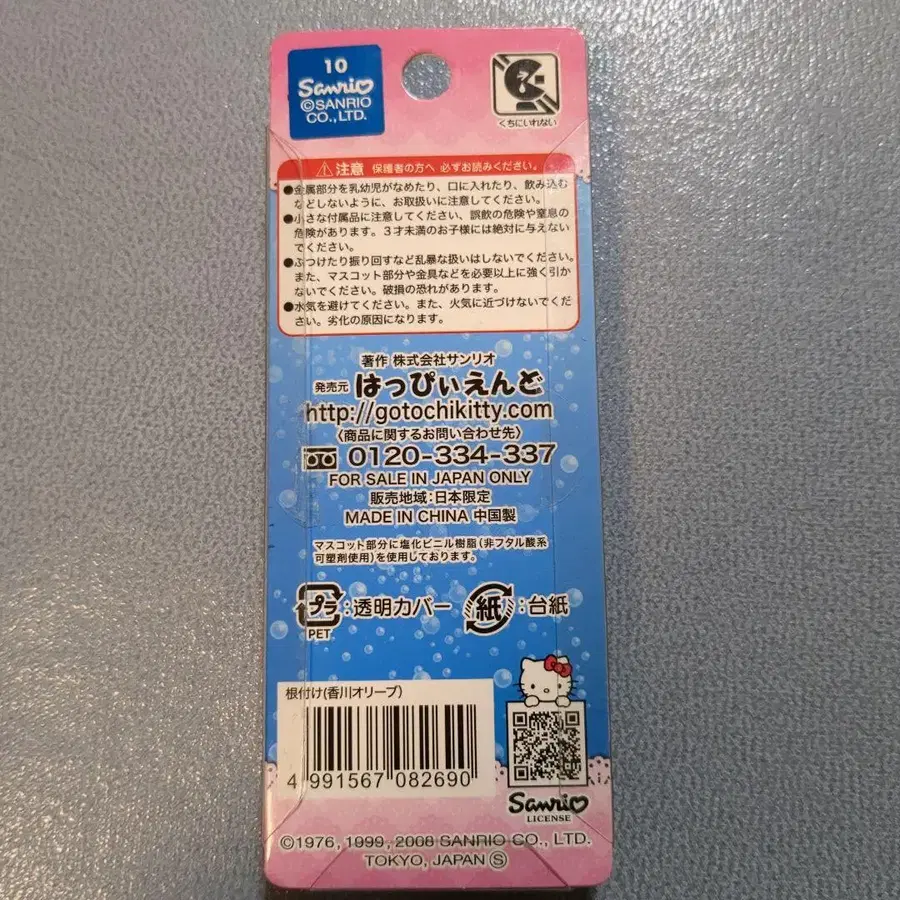 10
Sanrio
©SANRIO
CO.,LTD.
くちにいれない
⚠注意 保護者の方へ 必ずお読みください。
●金属部分を乳幼児がなめたり、口に入れたり、飲み込む
などしないように、お取扱いに注意してください。
●小さな付属品に注意してください、誤飲の危険や窒息の
危険があります。3才未満のお子様には絶対に与えない
でください。
●ぶつけたり振り回すなど乱暴な扱いはしないでください。
また、マスコット部分や金具などを必要以上に強く引か
ないでください。破損の恐れがあります。
●水気を避けてください。また、火気に近づけないでくだ
さい。劣化の原因になります。
著作 株式会社サンリオ
発売元 はっぴぃえんど
http://gotochikitty.com
〈商品に関するお問い合わせ先〉
0120-334-337
FOR SALE IN JAPAN ONLY
販売地域:日本限定
MADE IN CHINA 中国製
マスコット部分に塩化ビニル樹脂(非フタル酸系
可塑剤使用)を使用しております。
プラ:透明カバー 紙:台紙
PET
根付け(香川オリーブ)
4 991567 082690
Sanrio
LICENSE
©1976, 1999, 2008 SANRIO CO., LTD.
TOKYO, JAPAN Ⓢ